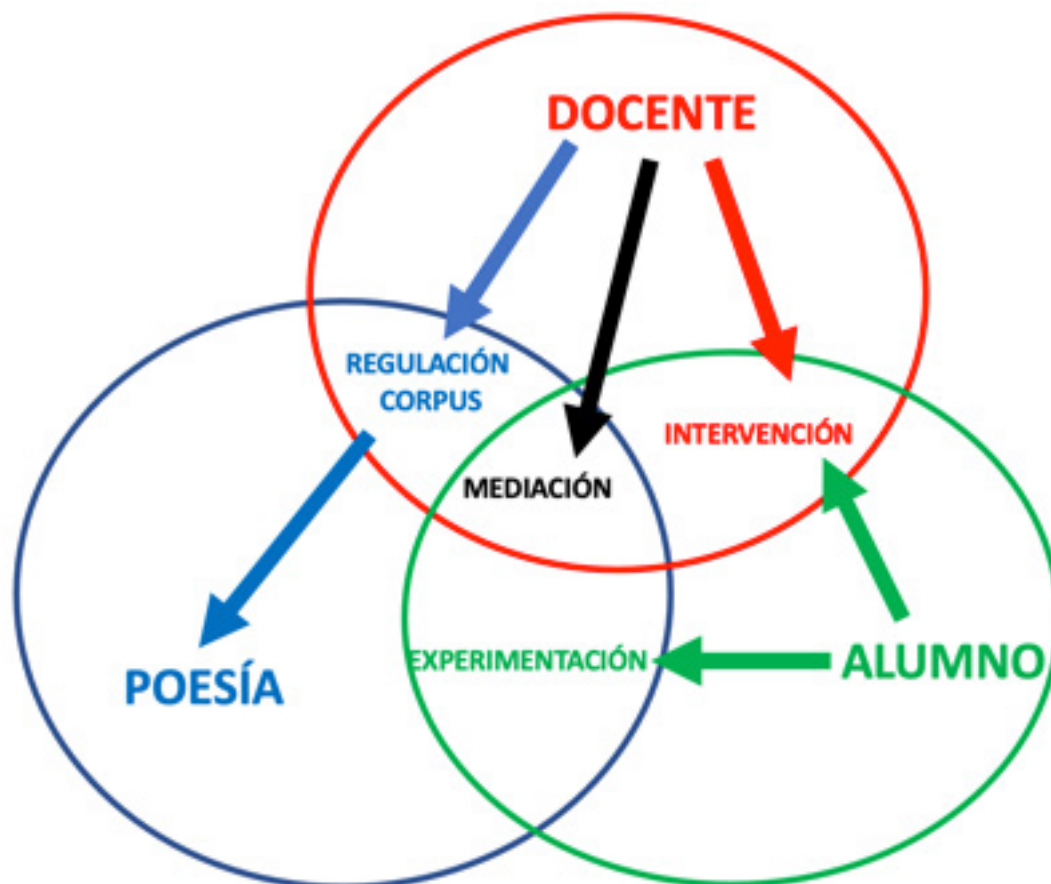 DOCENTE
REGULACIÓN
CORPUS
INTERVENCIÓN
MEDIACIÓN
EXPERIMENTACIÓN
ALUMNO
POESÍA